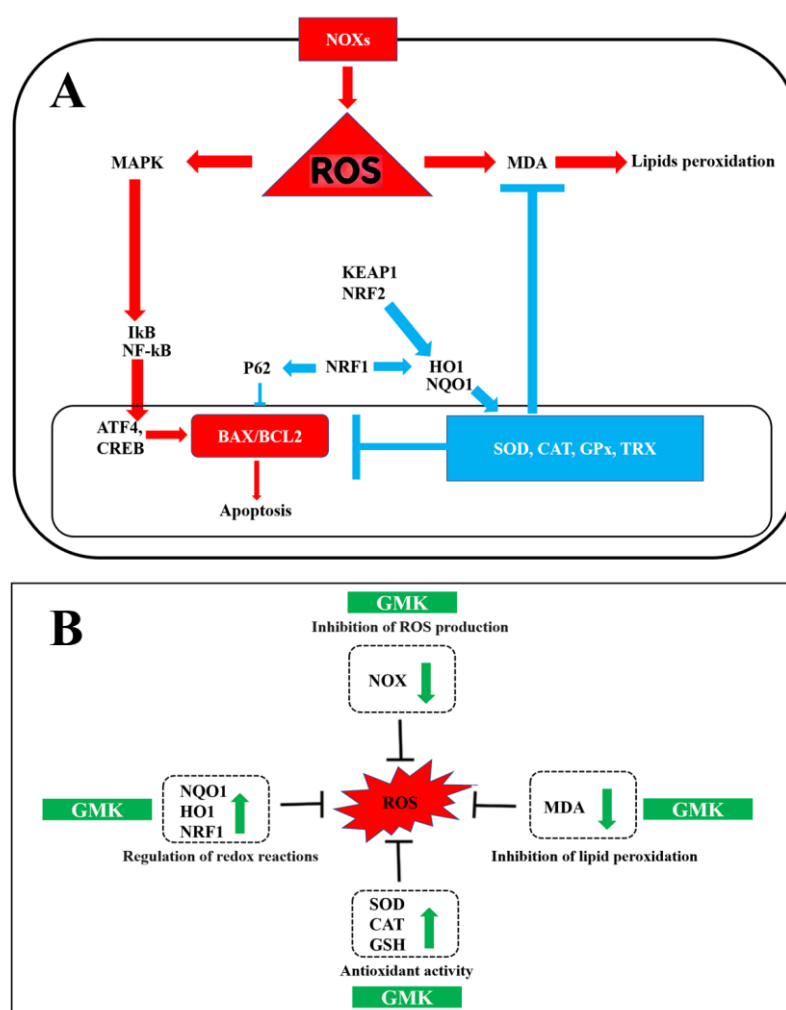 NOXs
A
ROS
MAPK
MDA
Lipids peroxidation
KEAP1
NRF2
IkB
NF-kB
P62
NRF1
HO1
NQO1
ATF4,
CREB
BAX/BCL2
SOD, CAT, GPx, TRX
Apoptosis
B
GMK
Inhibition of ROS production
NOX
GMK
NQO1
HO1
NRF1
Regulation of redox reactions
ROS
MDA
GMK
Inhibition of lipid peroxidation
SOD
CAT
GSH
Antioxidant activity
GMK